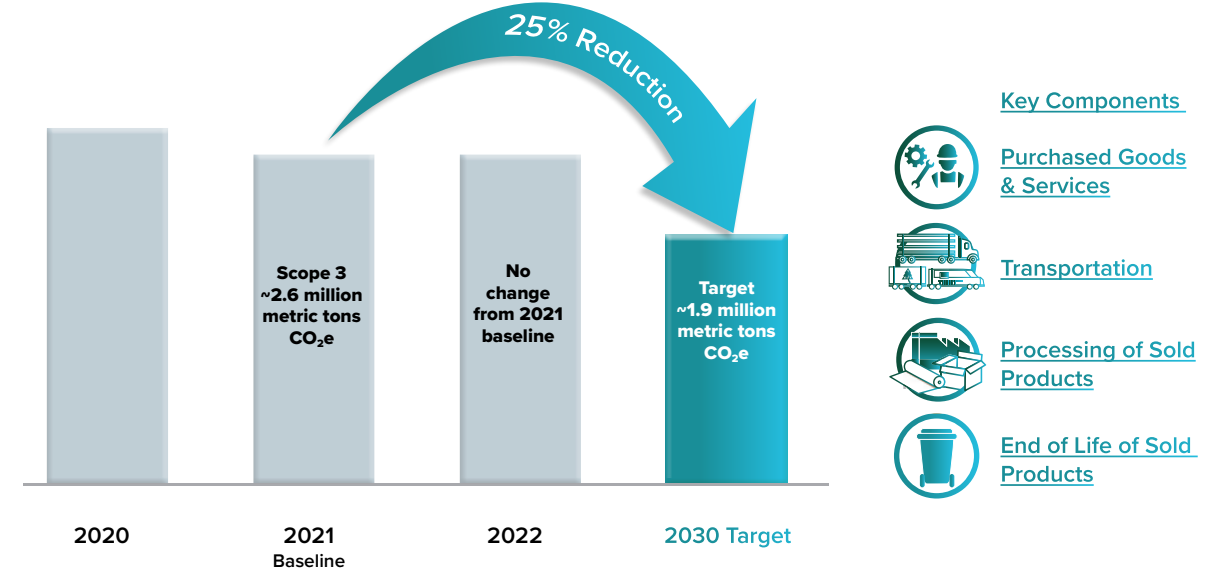 25% Reduction
Scope 3
~2.6 million
metric tons
CO₂e
No
change
from 2021
baseline
Target
~1.9 million
metric tons
CO₂e
2020
2021
Baseline
2022
2030 Target
Key Components
Purchased Goods
& Services
Transportation
Processing of Sold
Products
End of Life of Sold
Products